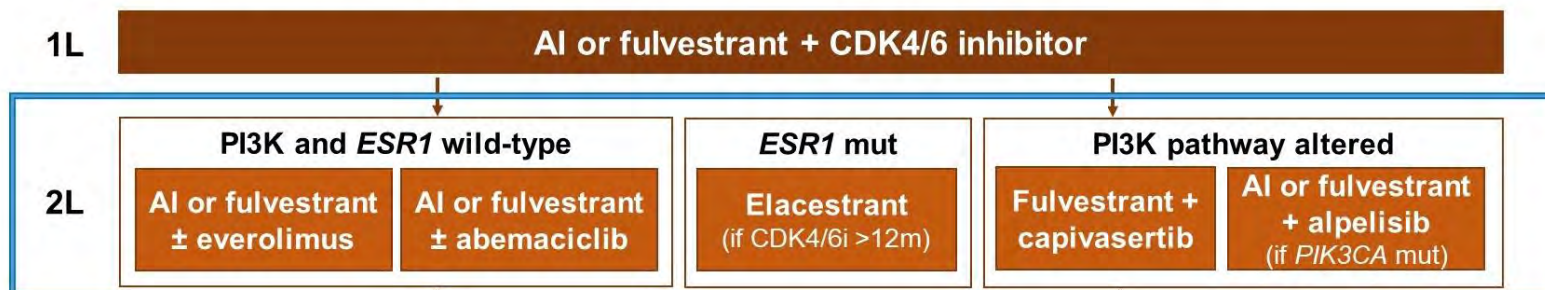 1L
AI or fulvestrant + CDK4/6 inhibitor
2L
PI3K and ESR1 wild-type
AI or fulvestrant
± everolimus
AI or fulvestrant
± abemaciclib
ESR1 mut
Elacestrant
(if CDK4/6i >12m)
PI3K pathway altered
Fulvestrant +
capivasertib
AI or fulvestrant
+ alpelisib
(if PIK3CA mut)